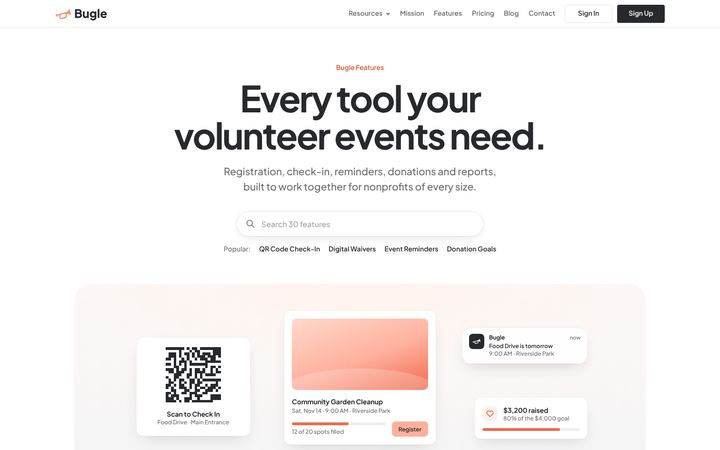 Bugle
Resources Mission Features Pricing Blog Contact Sign In Sign Up
Bugle Features
Every tool your
volunteer events need.
Registration, check-in, reminders, donations and reports,
built to work together for nonprofits of every size.
Search 30 features
Popular: QR Code Check-In Digital Waivers Event Reminders Donation Goals
Scan to Check In
Food Drive · Main Entrance
Community Garden Cleanup
Sat, Nov 14 · 9:00 AM · Riverside Park
12 of 20 spots filled
Register
Bugle now
Food Drive is tomorrow
9:00 AM · Riverside Park
$3,200 raised
80% of the $4,000 goal